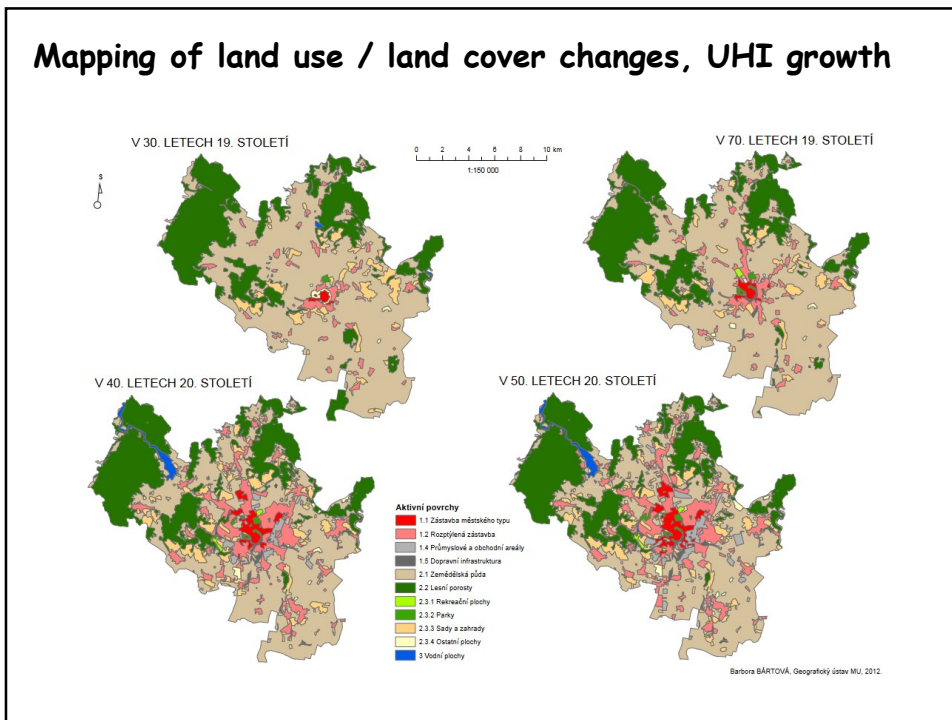 Mapping of land use / land cover changes, UHI growth
V 30. LETECH 19. STOLETÍ
0 2 4 6 8 10 km
1:150 000
V 70. LETECH 19. STOLETÍ
S
V 40. LETECH 20. STOLETÍ
V 50. LETECH 20. STOLETÍ
Aktivní povrchy
1.1 Zástavba městského typu
1.2 Rozptýlená zástavba
1.4 Průmyslové a obchodní areály
1.5 Dopravní infrastruktura
2.1 Zemědělská půda
2.2 Lesní porosty
2.3.1 Rekreační plochy
2.3.2 Parky
2.3.3 Sady a zahrady
2.3.4 Ostatní plochy
3 Vodní plochy
Barbora BÁRTOVÁ, Geografický ústav MU, 2012.